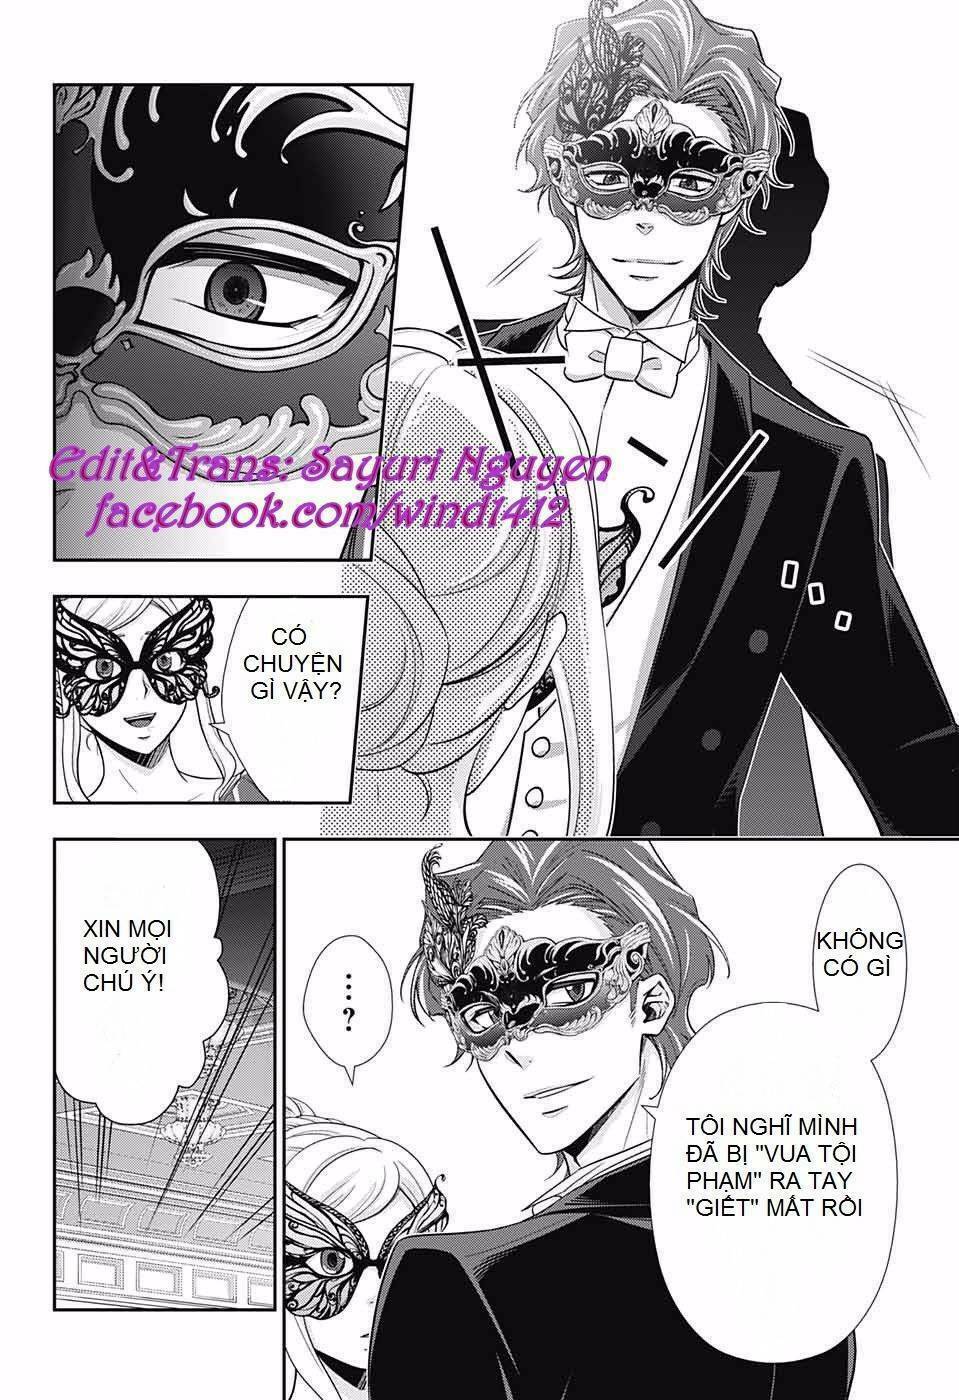 Edit&Trans: Sayuri Nguyen
facebook.com/wind1412
CÓ
CHUYỆN
GÌ VẬY?
KHÔNG
CÓ GÌ
...?
TÔI NGHĨ MÌNH
ĐÃ BỊ "VUA TỘI
PHẠM" RA TAY
"GIẾT" MẤT RỒI
XIN MỌI
NGƯỜI
CHÚ Ý!